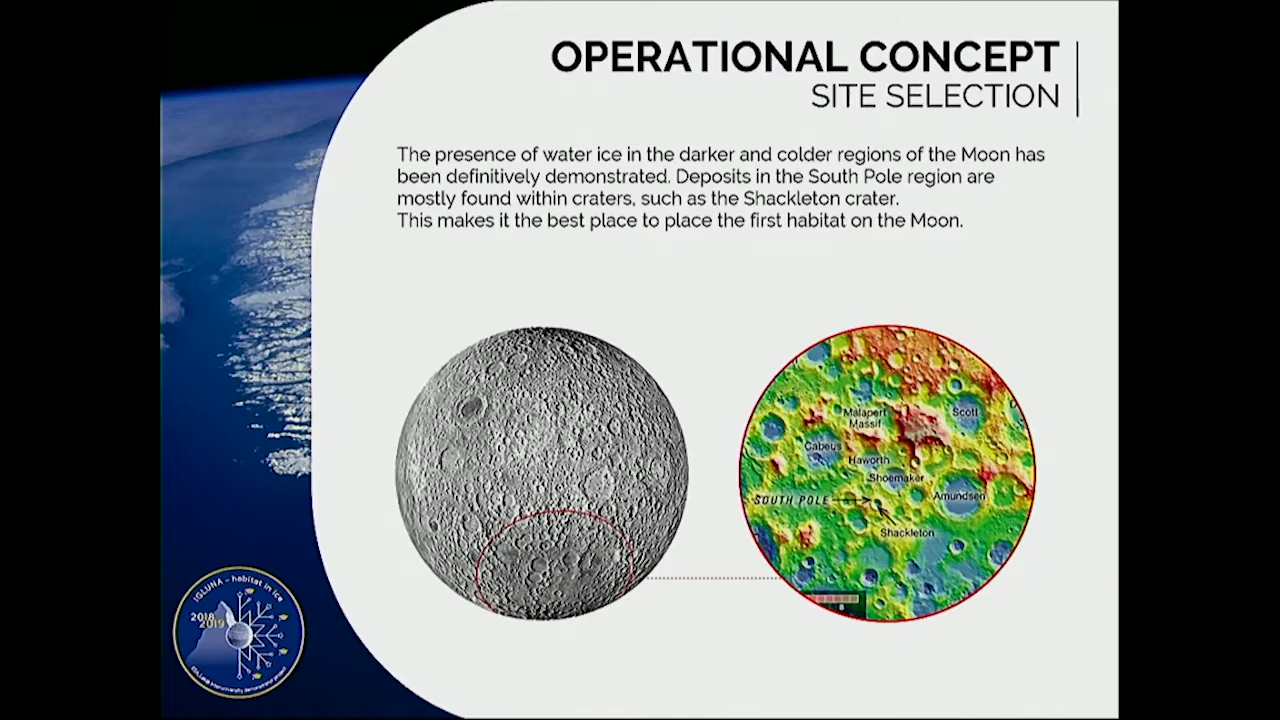 OPERATIONAL CONCEPT
SITE SELECTION
The presence of water ice in the darker and colder regions of the Moon has
been definitively demonstrated. Deposits in the South Pole region are
mostly found within craters, such as the Shackleton crater.
This makes it the best place to place the first habitat on the Moon.
Malapert
Massif
Scott
Cabeus
Haworth
Shoemaker
SOUTH POLE
Amundsen
Shackleton
IGLUNA - habitat in ice
2018
2019